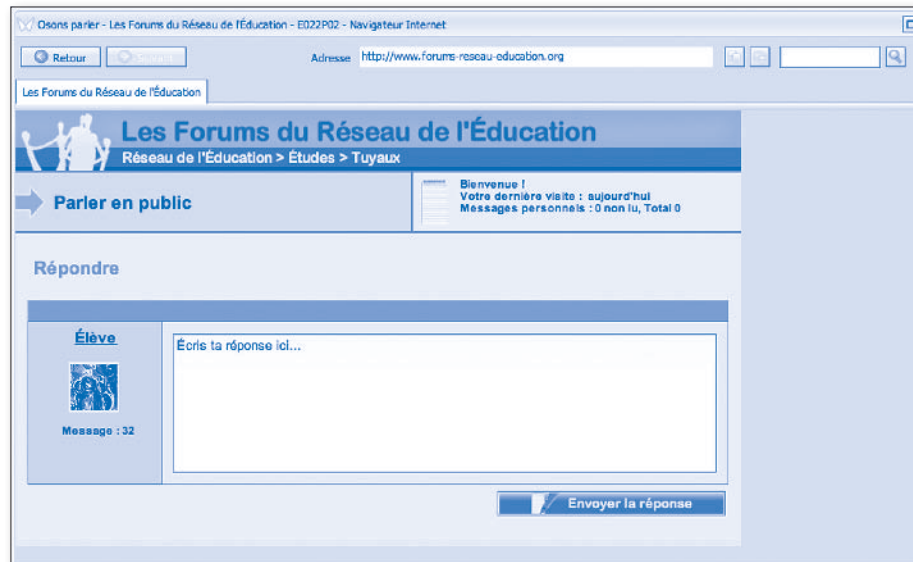 Osons parler - Les Forums du Réseau de l'Éducation - E022P02 - Navigateur Internet
Retour
Suivant
Adresse http://www.forums-reseau-education.org
Les Forums du Réseau de l'Éducation
Les Forums du Réseau de l'Éducation
Réseau de l'Éducation > Études > Tuyaux
Parler en public
Bienvenue !
Votre dernière visite : aujourd'hui
Messages personnels : 0 non lu, Total 0
Répondre
Élève
Message : 32
Écris ta réponse ici...
Envoyer la réponse